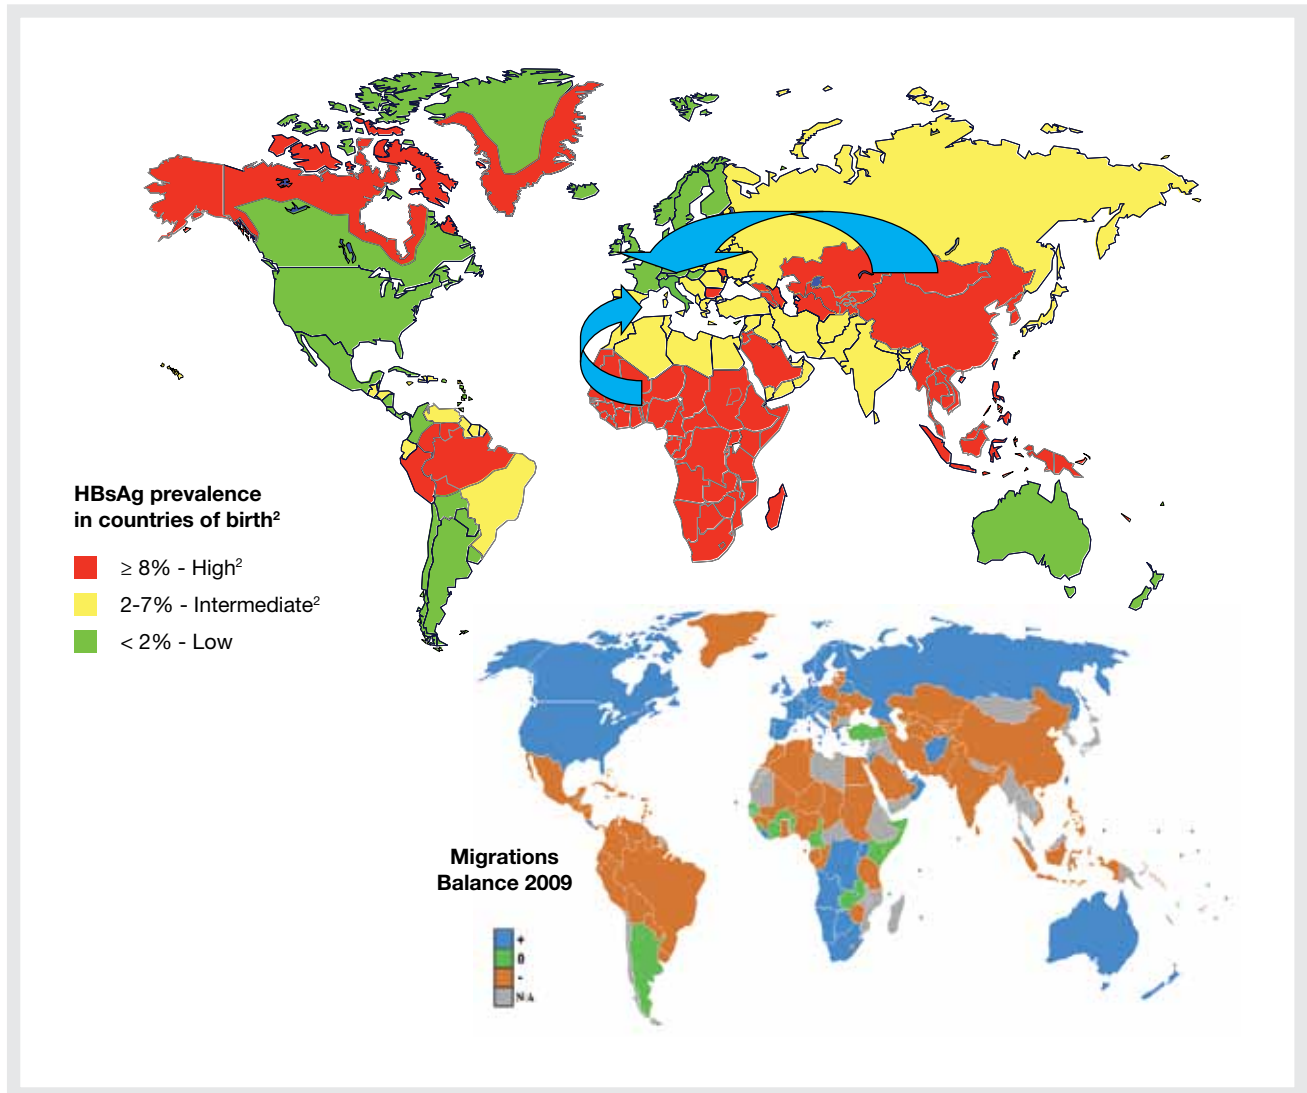 HBsAg prevalence
in countries of birth²
≥ 8% - High²
2-7% - Intermediate²
< 2% - Low
Migrations
Balance 2009
+
0
-
NA